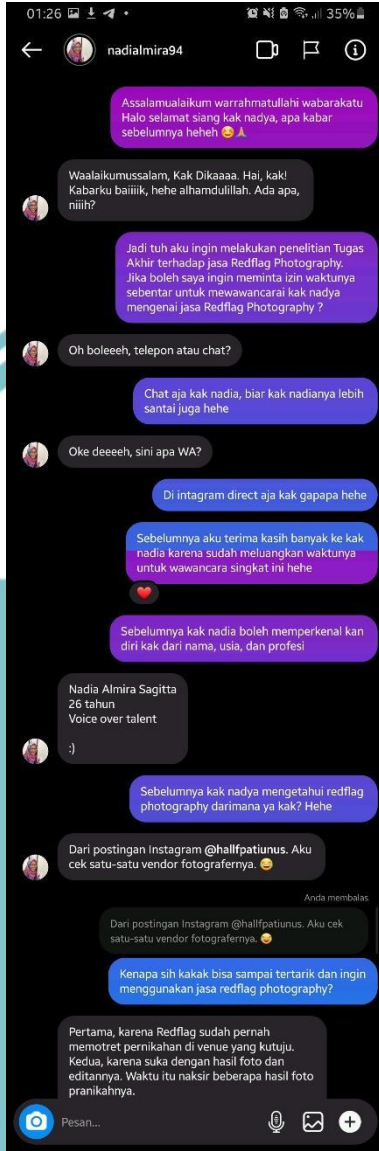 01:26
35%
nadialmira94
Assalamualaikum warrahmatullahi wabarakatu
Halo selamat siang kak nadya, apa kabar
sebelumnya heheh 😄🙏
Waalaikumussalam, Kak Dikaaaa. Hai, kak!
Kabarku baiiiik, hehe alhamdulillah. Ada apa,
niiih?
Jadi tuh aku ingin melakukan penelitian Tugas
Akhir terhadap jasa Redflag Photography.
Jika boleh saya ingin meminta izin waktunya
sebentar untuk mewawancarai kak nadya
mengenai jasa Redflag Photography ?
Oh boleeeh, telepon atau chat?
Chat aja kak nadia, biar kak nadianya lebih
santai juga hehe
Oke deeeeh, sini apa WA?
Di intagram direct aja kak gapapa hehe
Sebelumnya aku terima kasih banyak ke kak
nadia karena sudah meluangkan waktunya
untuk wawancara singkat ini hehe
❤️
Sebelumnya kak nadia boleh memperkenal kan
diri kak dari nama, usia, dan profesi
Nadia Almira Sagitta
26 tahun
Voice over talent
:)
Sebelumnya kak nadya mengetahui redflag
photography darimana ya kak? Hehe
Dari postingan Instagram @hallfpatiunus. Aku
cek satu-satu vendor fotografernya. 😂
Anda membalas
Dari postingan Instagram @hallfpatiunus. Aku cek
satu-satu vendor fotografernya. 😂
Kenapa sih kakak bisa sampai tertarik dan ingin
menggunakan jasa redflag photography?
Pertama, karena Redflag sudah pernah
memotret pernikahan di venue yang kutuju.
Kedua, karena suka dengan hasil foto dan
editannya. Waktu itu naksir beberapa hasil foto
pranikahnya.
Pesan...